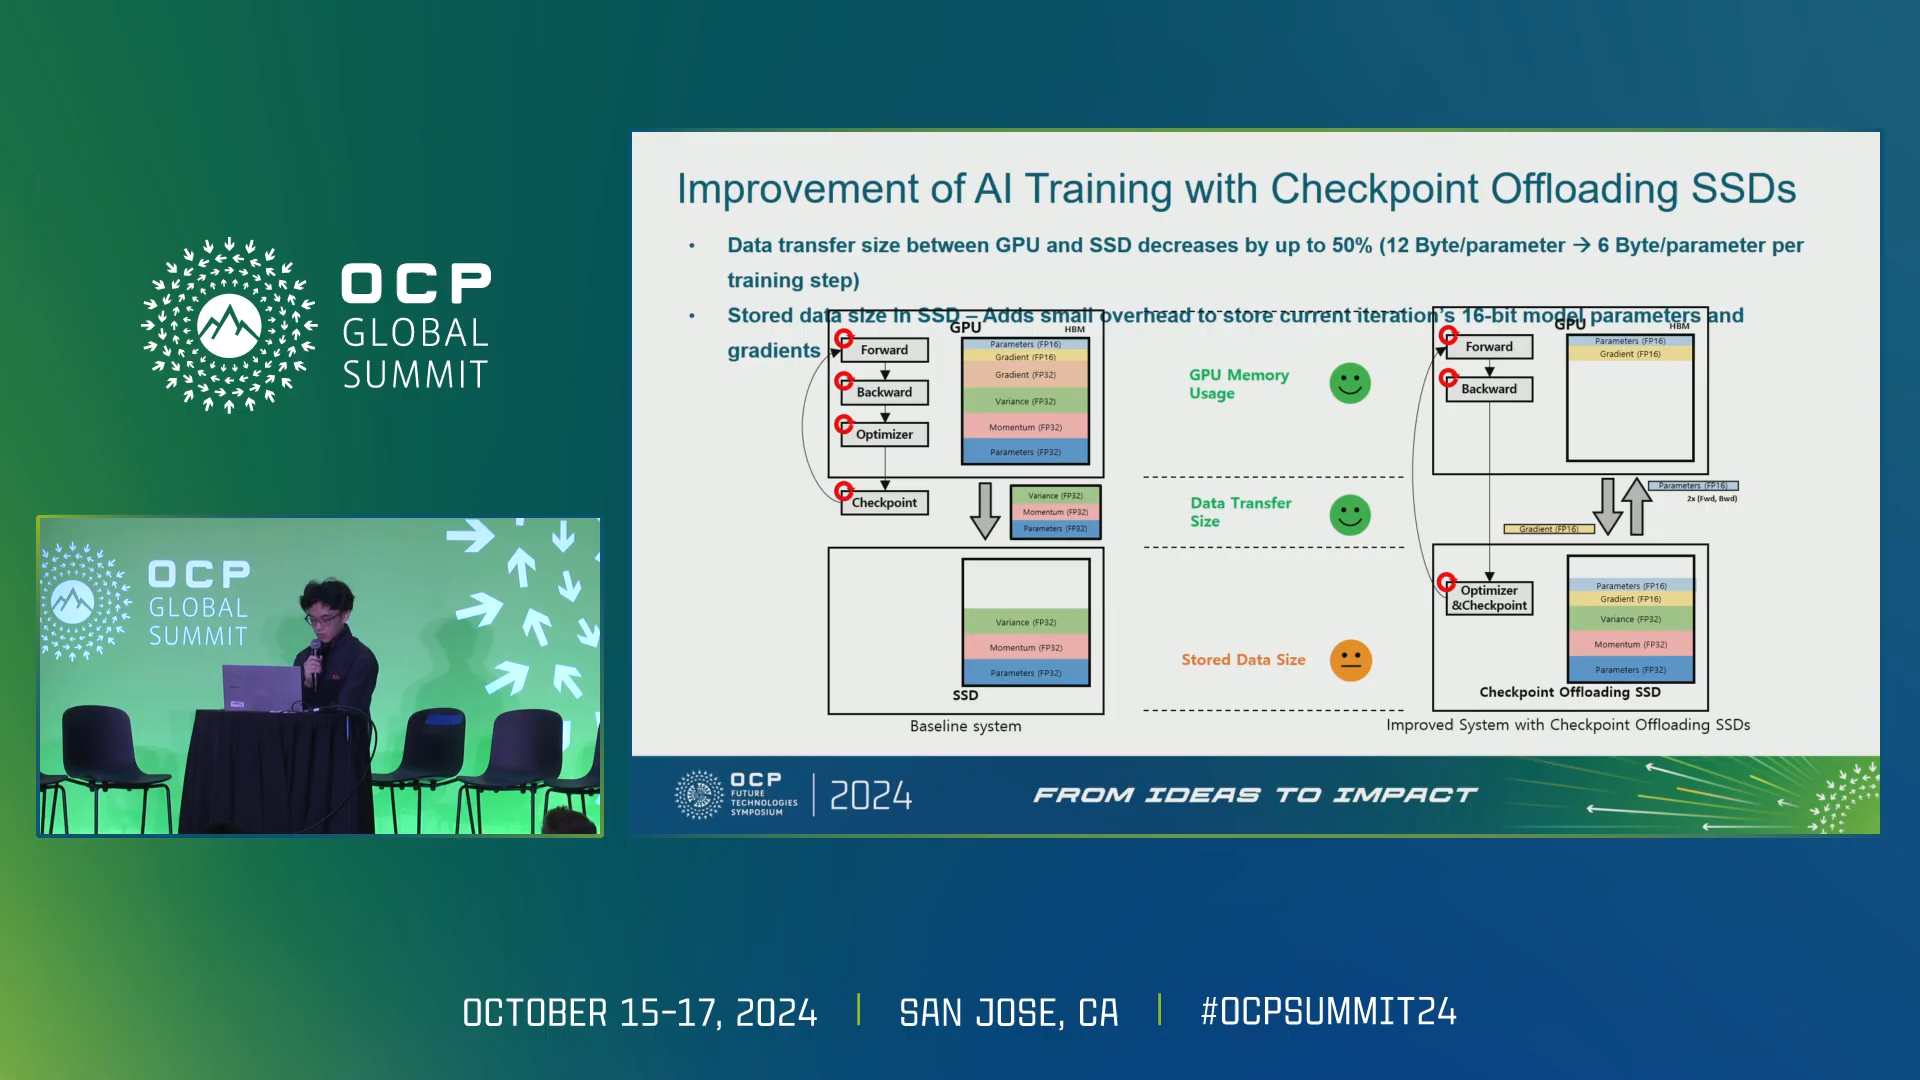 OCP
GLOBAL
SUMMIT
OCP
GLOBAL
SUMMIT
Improvement of AI Training with Checkpoint Offloading SSDs
• Data transfer size between GPU and SSD decreases by up to 50% (12 Byte/parameter → 6 Byte/parameter per
training step)
• Stored data size in SSD – Adds small overhead to store current iteration's 16-bit model parameters and
gradients
GPU
HBM
Forward
Backward
Optimizer
Checkpoint
Parameters (FP16)
Gradient (FP16)
Gradient (FP32)
Variance (FP32)
Momentum (FP32)
Parameters (FP32)
Variance (FP32)
Momentum (FP32)
Parameters (FP32)
Variance (FP32)
Momentum (FP32)
Parameters (FP32)
SSD
Baseline system
GPU Memory
Usage
Data Transfer
Size
Stored Data Size
GPU
HBM
Forward
Backward
Parameters (FP16)
Gradient (FP16)
Parameters (FP16)
2x (Fwd, Bwd)
Gradient (FP16)
Optimizer
&Checkpoint
Parameters (FP16)
Gradient (FP16)
Variance (FP32)
Momentum (FP32)
Parameters (FP32)
Checkpoint Offloading SSD
Improved System with Checkpoint Offloading SSDs
OCP
FUTURE
TECHNOLOGIES
SYMPOSIUM
2024
FROM IDEAS TO IMPACT
OCTOBER 15-17, 2024 | SAN JOSE, CA | #OCPSUMMIT24